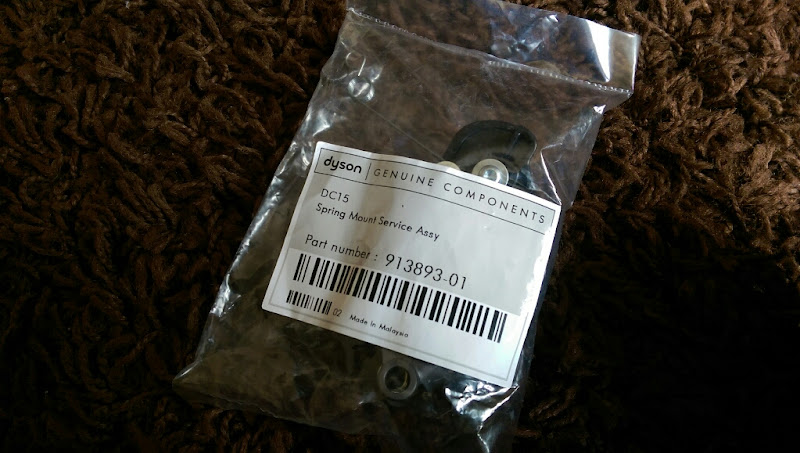 dyson GENUINE COMPONENTS
DC15
Spring Mount Service Assy
Part number : 913893-01
02 Made In Malaysia